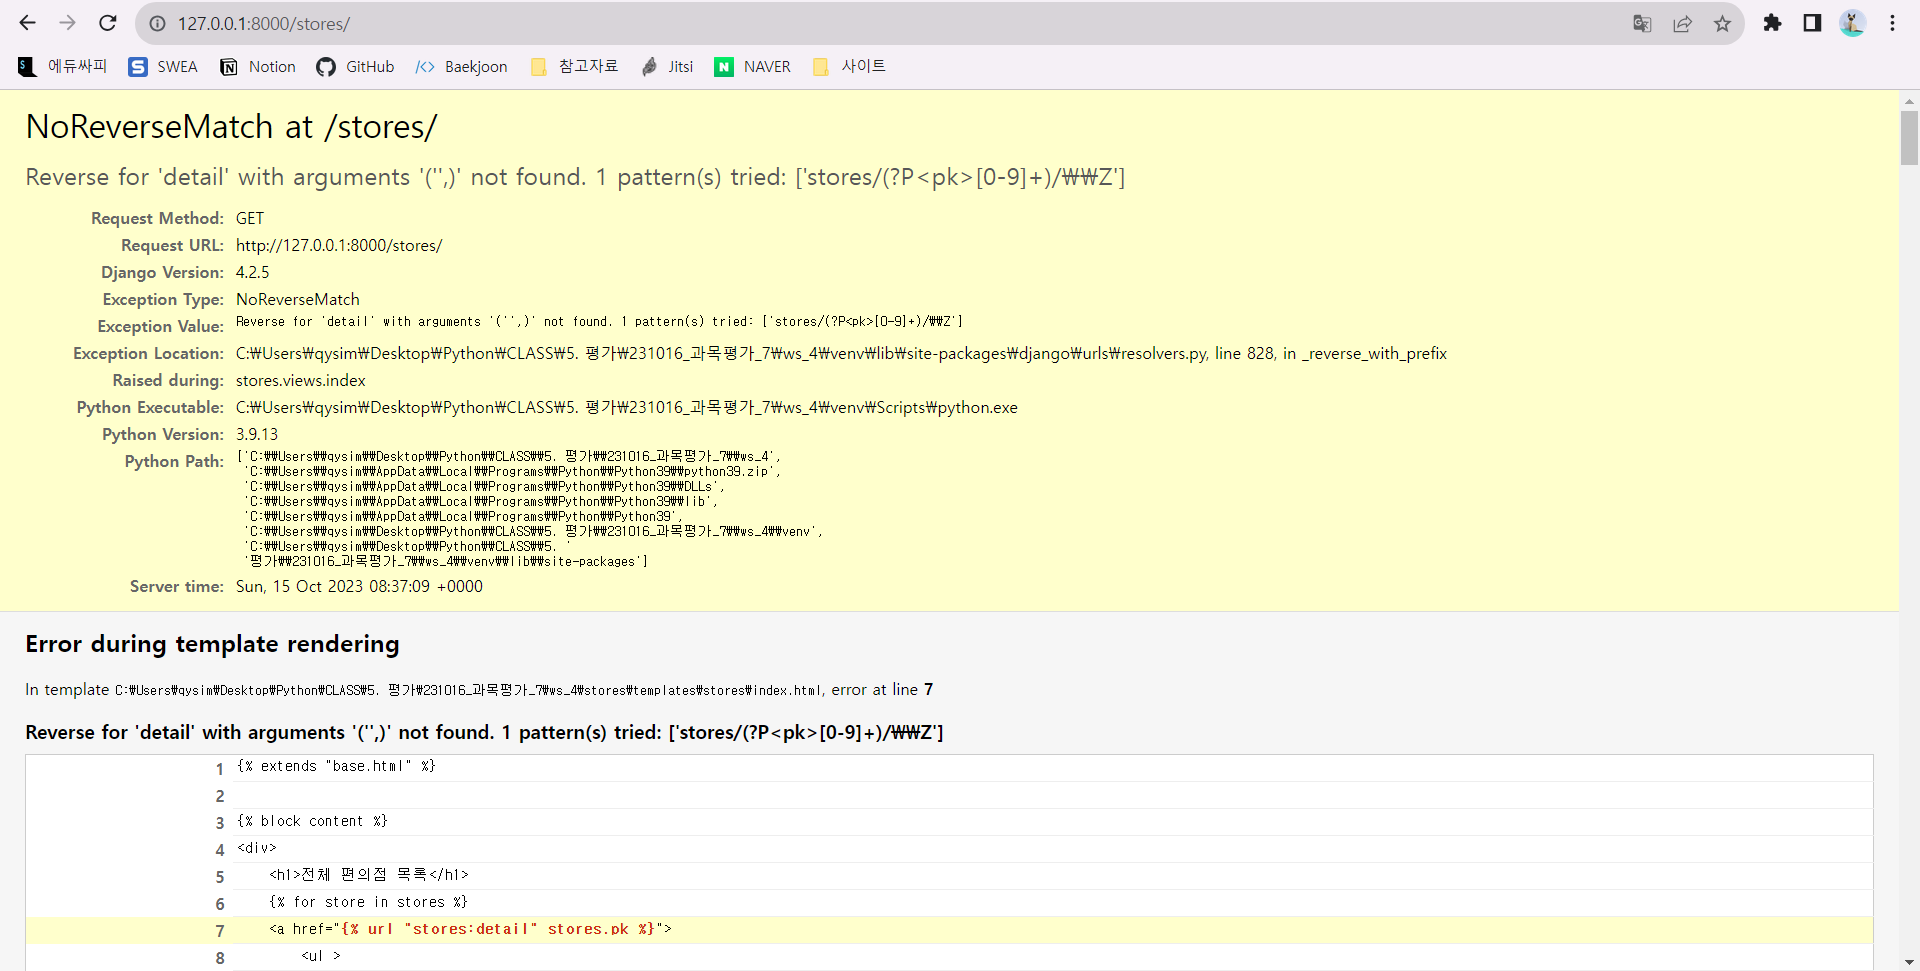 127.0.0.1:8000/stores/
에듀싸피 SWEA Notion GitHub Baekjoon 참고자료 Jitsi NAVER 사이트
NoReverseMatch at /stores/
Reverse for 'detail' with arguments '('',)' not found. 1 pattern(s) tried: ['stores/(?P<pk>[0-9]+)/₩₩Z']
Request Method: GET
Request URL: http://127.0.0.1:8000/stores/
Django Version: 4.2.5
Exception Type: NoReverseMatch
Exception Value: Reverse for 'detail' with arguments '('',)' not found. 1 pattern(s) tried: ['stores/(?P<pk>[0-9]+)/₩₩Z']
Exception Location: C:₩Users₩qysim₩Desktop₩Python₩CLASS₩5. 평가₩231016_과목평가_7₩ws_4₩venv₩lib₩site-packages₩django₩urls₩resolvers.py, line 828, in _reverse_with_prefix
Raised during: stores.views.index
Python Executable: C:₩Users₩qysim₩Desktop₩Python₩CLASS₩5. 평가₩231016_과목평가_7₩ws_4₩venv₩Scripts₩python.exe
Python Version: 3.9.13
Python Path: ['C:₩₩Users₩₩qysim₩₩Desktop₩₩Python₩₩CLASS₩₩5. 평가₩₩231016_과목평가_7₩₩ws_4',
'C:₩₩Users₩₩qysim₩₩AppData₩₩Local₩₩Programs₩₩Python₩₩Python39₩₩python39.zip',
'C:₩₩Users₩₩qysim₩₩AppData₩₩Local₩₩Programs₩₩Python₩₩Python39₩₩DLLs',
'C:₩₩Users₩₩qysim₩₩AppData₩₩Local₩₩Programs₩₩Python₩₩Python39₩₩lib',
'C:₩₩Users₩₩qysim₩₩AppData₩₩Local₩₩Programs₩₩Python₩₩Python39',
'C:₩₩Users₩₩qysim₩₩Desktop₩₩Python₩₩CLASS₩₩5. 평가₩₩231016_과목평가_7₩₩ws_4₩₩venv',
'C:₩₩Users₩₩qysim₩₩Desktop₩₩Python₩₩CLASS₩₩5. '
'평가₩₩231016_과목평가_7₩₩ws_4₩₩venv₩₩lib₩₩site-packages']
Server time: Sun, 15 Oct 2023 08:37:09 +0000
Error during template rendering
In template C:₩Users₩qysim₩Desktop₩Python₩CLASS₩5. 평가₩231016_과목평가_7₩ws_4₩stores₩templates₩stores₩index.html, error at line 7
Reverse for 'detail' with arguments '('',)' not found. 1 pattern(s) tried: ['stores/(?P<pk>[0-9]+)/₩₩Z']
1 {% extends "base.html" %}
2
3 {% block content %}
4 <div>
5 <h1>전체 편의점 목록</h1>
6 {% for store in stores %}
7 <a href="{% url "stores:detail" stores.pk %}">
8 <ul >